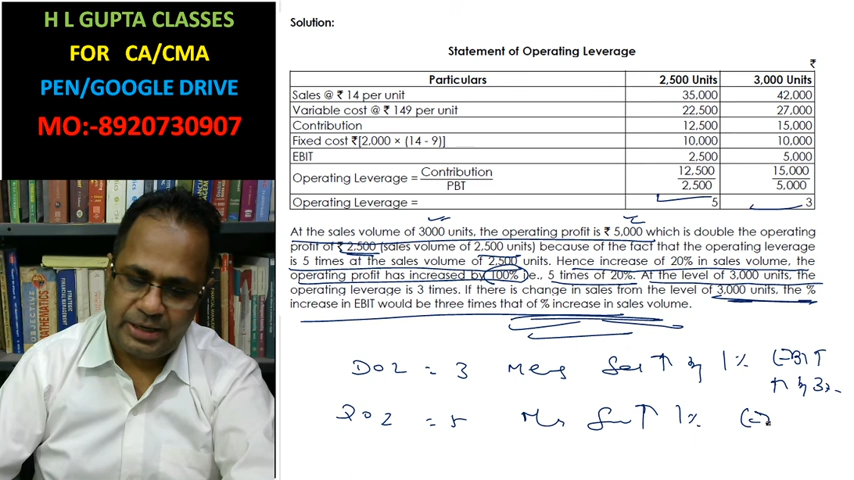 H L GUPTA CLASSES
FOR CA/CMA
PEN/GOOGLE DRIVE
MO:-8920730907
Solution:
Statement of Operating Leverage
₹
Particulars 2,500 Units 3,000 Units
Sales @ ₹ 14 per unit 35,000 42,000
Variable cost @ ₹ 149 per unit 22,500 27,000
Contribution 12,500 15,000
Fixed cost ₹[2,000 × (14 - 9)] 10,000 10,000
EBIT 2,500 5,000
Operating Leverage = Contribution / PBT 12,500 / 2,500 15,000 / 5,000
Operating Leverage = 5 3
At the sales volume of 3000 units, the operating profit is ₹ 5,000 which is double the operating
profit of ₹ 2,500 (sales volume of 2,500 units) because of the fact that the operating leverage
is 5 times at the sales volume of 2,500 units. Hence increase of 20% in sales volume, the
operating profit has increased by 100% i.e., 5 times of 20%. At the level of 3,000 units, the
operating leverage is 3 times. If there is change in sales from the level of 3,000 units, the %
increase in EBIT would be three times that of % increase in sales volume.
DOL = 3 ↑ by 1% EBIT
↑ by 3%
DOL = 5 ↑ 1%
MATHEMATICS